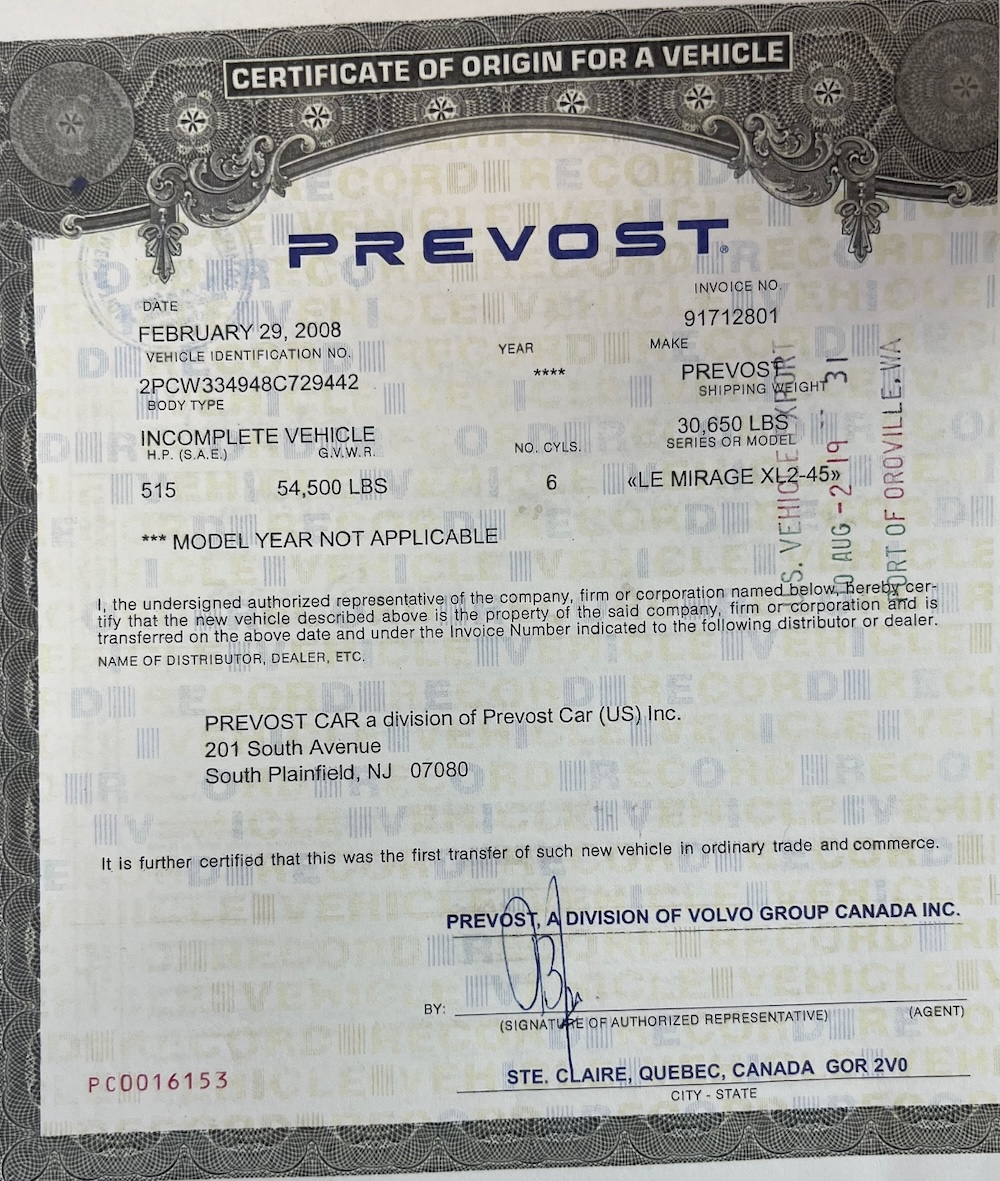 CERTIFICATE OF ORIGIN FOR A VEHICLE
PREVOST®
DATE
INVOICE NO.
FEBRUARY 29, 2008
91712801
VEHICLE IDENTIFICATION NO.
YEAR
MAKE
2PCW334948C729442
****
PREVOST
BODY TYPE
SHIPPING WEIGHT
INCOMPLETE VEHICLE
30,650 LBS
H.P. (S.A.E.)
G.V.W.R.
NO. CYLS.
SERIES OR MODEL
515
54,500 LBS
6
«LE MIRAGE XL2-45»
*** MODEL YEAR NOT APPLICABLE
S. VEHICLE XPORT
10 AUG -2 19 31
PORT OF OROVILLE, WA
I, the undersigned authorized representative of the company, firm or corporation named below, hereby cer-
tify that the new vehicle described above is the property of the said company, firm or corporation and is
transferred on the above date and under the Invoice Number indicated to the following distributor or dealer.
NAME OF DISTRIBUTOR, DEALER, ETC.
PREVOST CAR a division of Prevost Car (US) Inc.
201 South Avenue
South Plainfield, NJ 07080
It is further certified that this was the first transfer of such new vehicle in ordinary trade and commerce.
PREVOST, A DIVISION OF VOLVO GROUP CANADA INC.
BY:
(SIGNATURE OF AUTHORIZED REPRESENTATIVE)
(AGENT)
PC0016153
STE. CLAIRE, QUEBEC, CANADA GOR 2V0
CITY - STATE